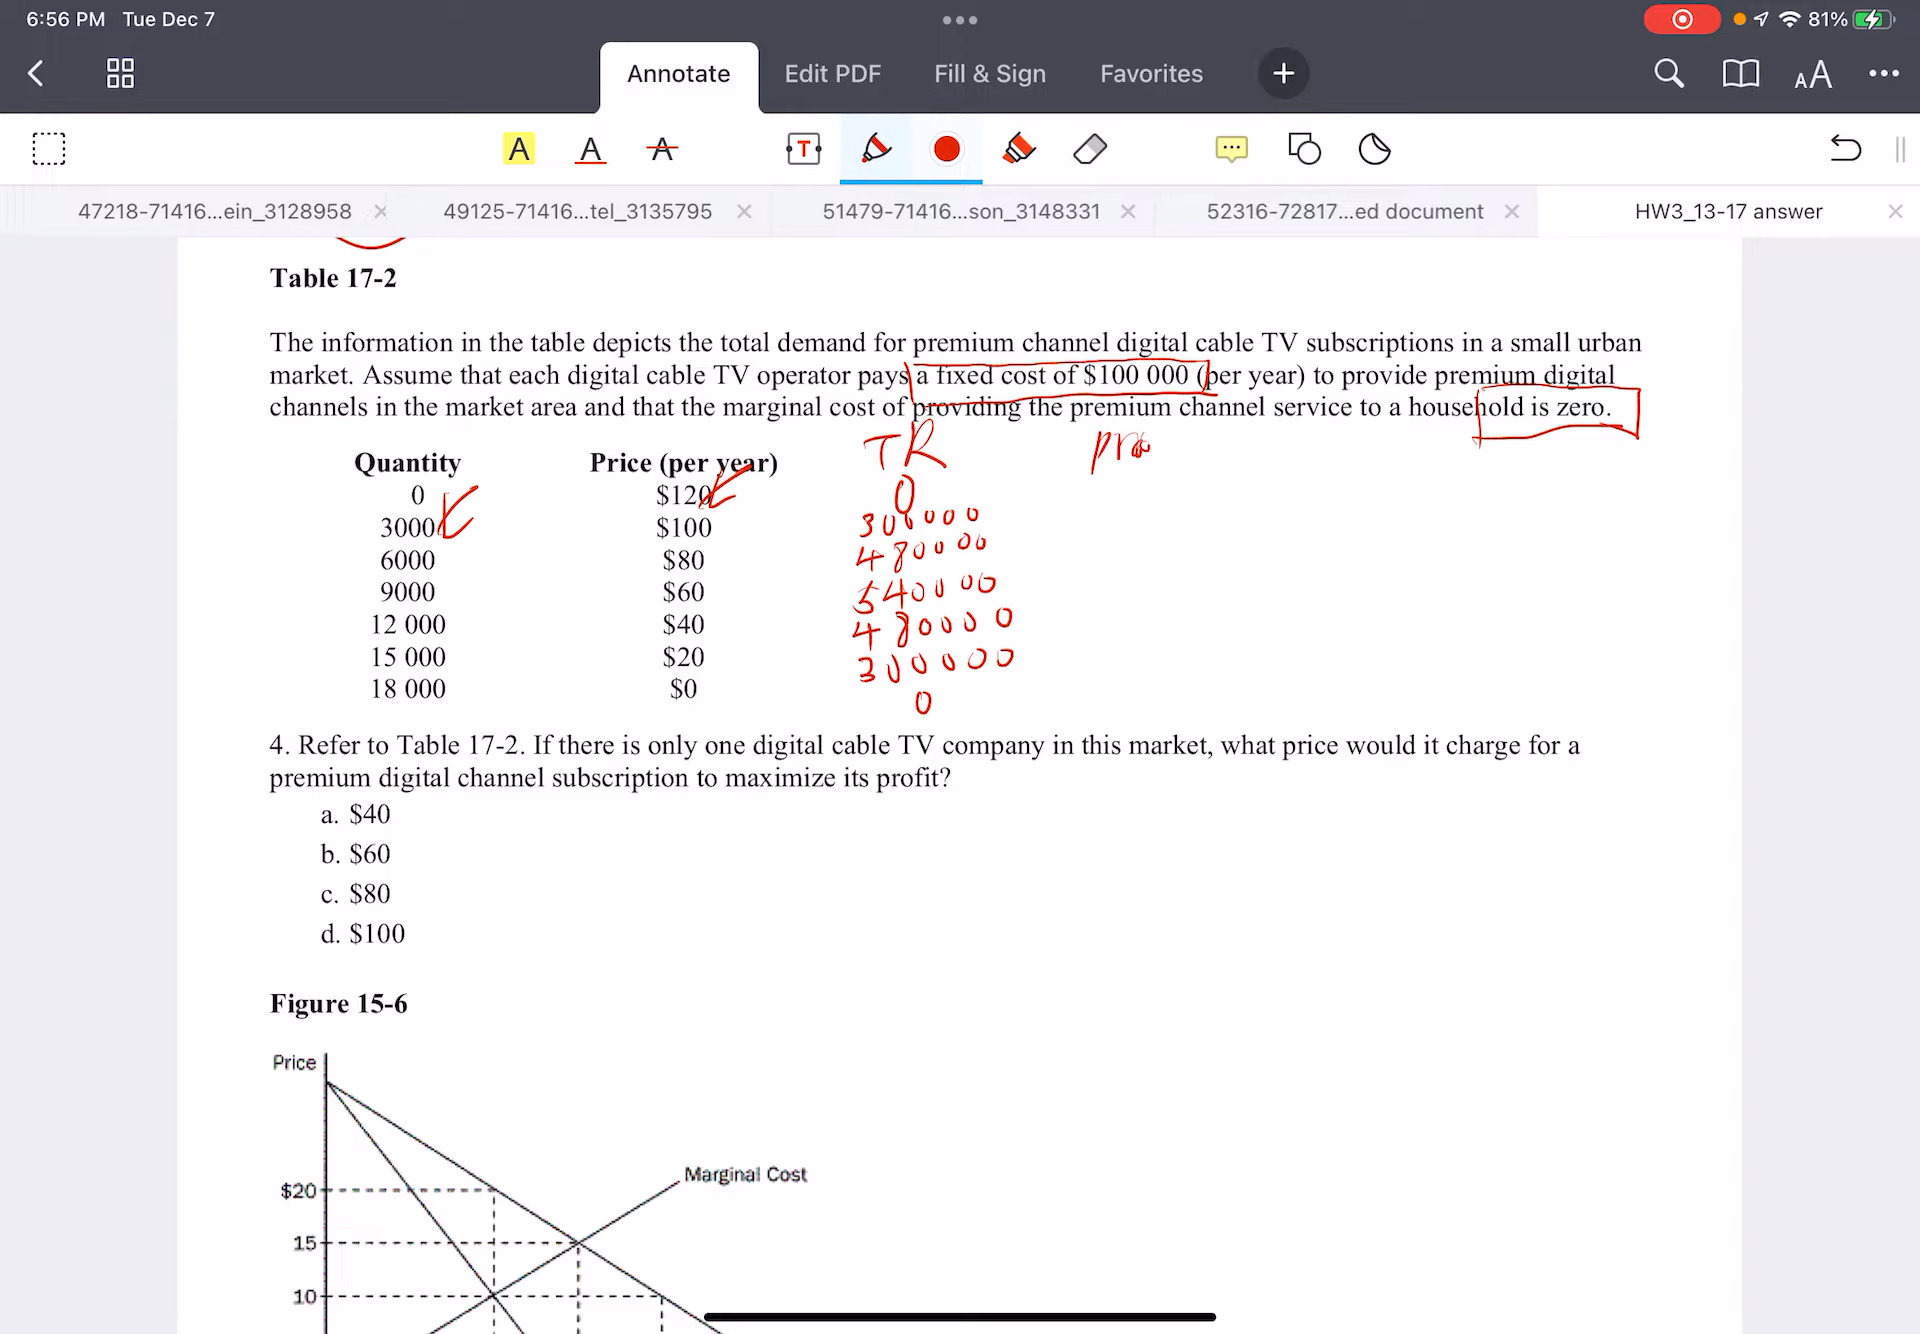 6:56 PM Tue Dec 7
81%
Annotate Edit PDF Fill & Sign Favorites
AA
A A A T
47218-71416...ein_3128958 49125-71416...tel_3135795 51479-71416...son_3148331 52316-72817...ed document HW3_13-17 answer
Table 17-2
The information in the table depicts the total demand for premium channel digital cable TV subscriptions in a small urban
market. Assume that each digital cable TV operator pays a fixed cost of $100 000 (per year) to provide premium digital
channels in the market area and that the marginal cost of providing the premium channel service to a household is zero.
Quantity Price (per year) TR pro
0 $120 0
3000 $100 300000
6000 $80 480000
9000 $60 540000
12 000 $40 480000
15 000 $20 300000
18 000 $0 0
4. Refer to Table 17-2. If there is only one digital cable TV company in this market, what price would it charge for a
premium digital channel subscription to maximize its profit?
a. $40
b. $60
c. $80
d. $100
Figure 15-6
Price
Marginal Cost
$20
15
10